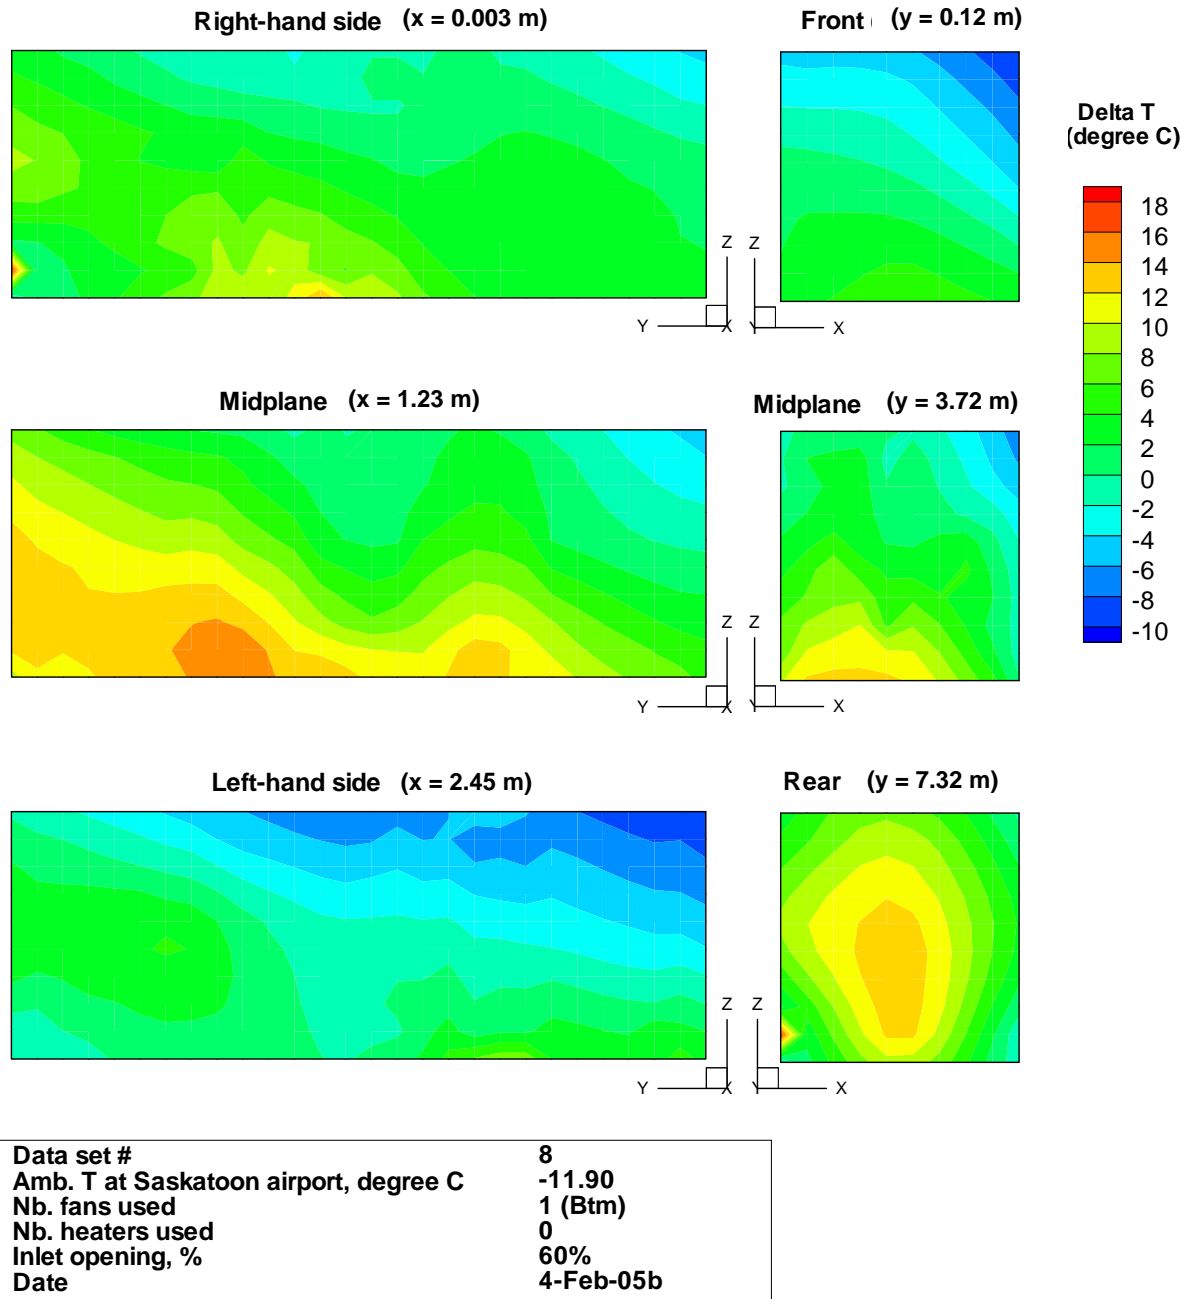 Right-hand side (x = 0.003 m)
Front (y = 0.12 m)
Delta T
(degree C)
18
16
14
12
10
8
6
4
2
0
-2
-4
-6
-8
-10
Z Z
Y X Y X
Midplane (x = 1.23 m)
Midplane (y = 3.72 m)
Z Z
Y X Y X
Left-hand side (x = 2.45 m)
Rear (y = 7.32 m)
Z Z
Y X Y X
Data set # 8
Amb. T at Saskatoon airport, degree C -11.90
Nb. fans used 1 (Btm)
Nb. heaters used 0
Inlet opening, % 60%
Date 4-Feb-05b